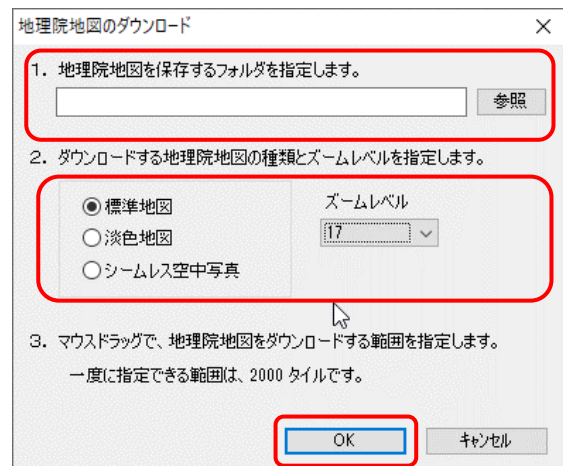 地理院地図のダウンロード
1. 地理院地図を保存するフォルダを指定します。
参照
2. ダウンロードする地理院地図の種類とズームレベルを指定します。
標準地図
淡色地図
シームレス空中写真
ズームレベル
17
3. マウスドラッグで、地理院地図をダウンロードする範囲を指定します。
一度に指定できる範囲は、2000 タイルです。
OK
キャンセル